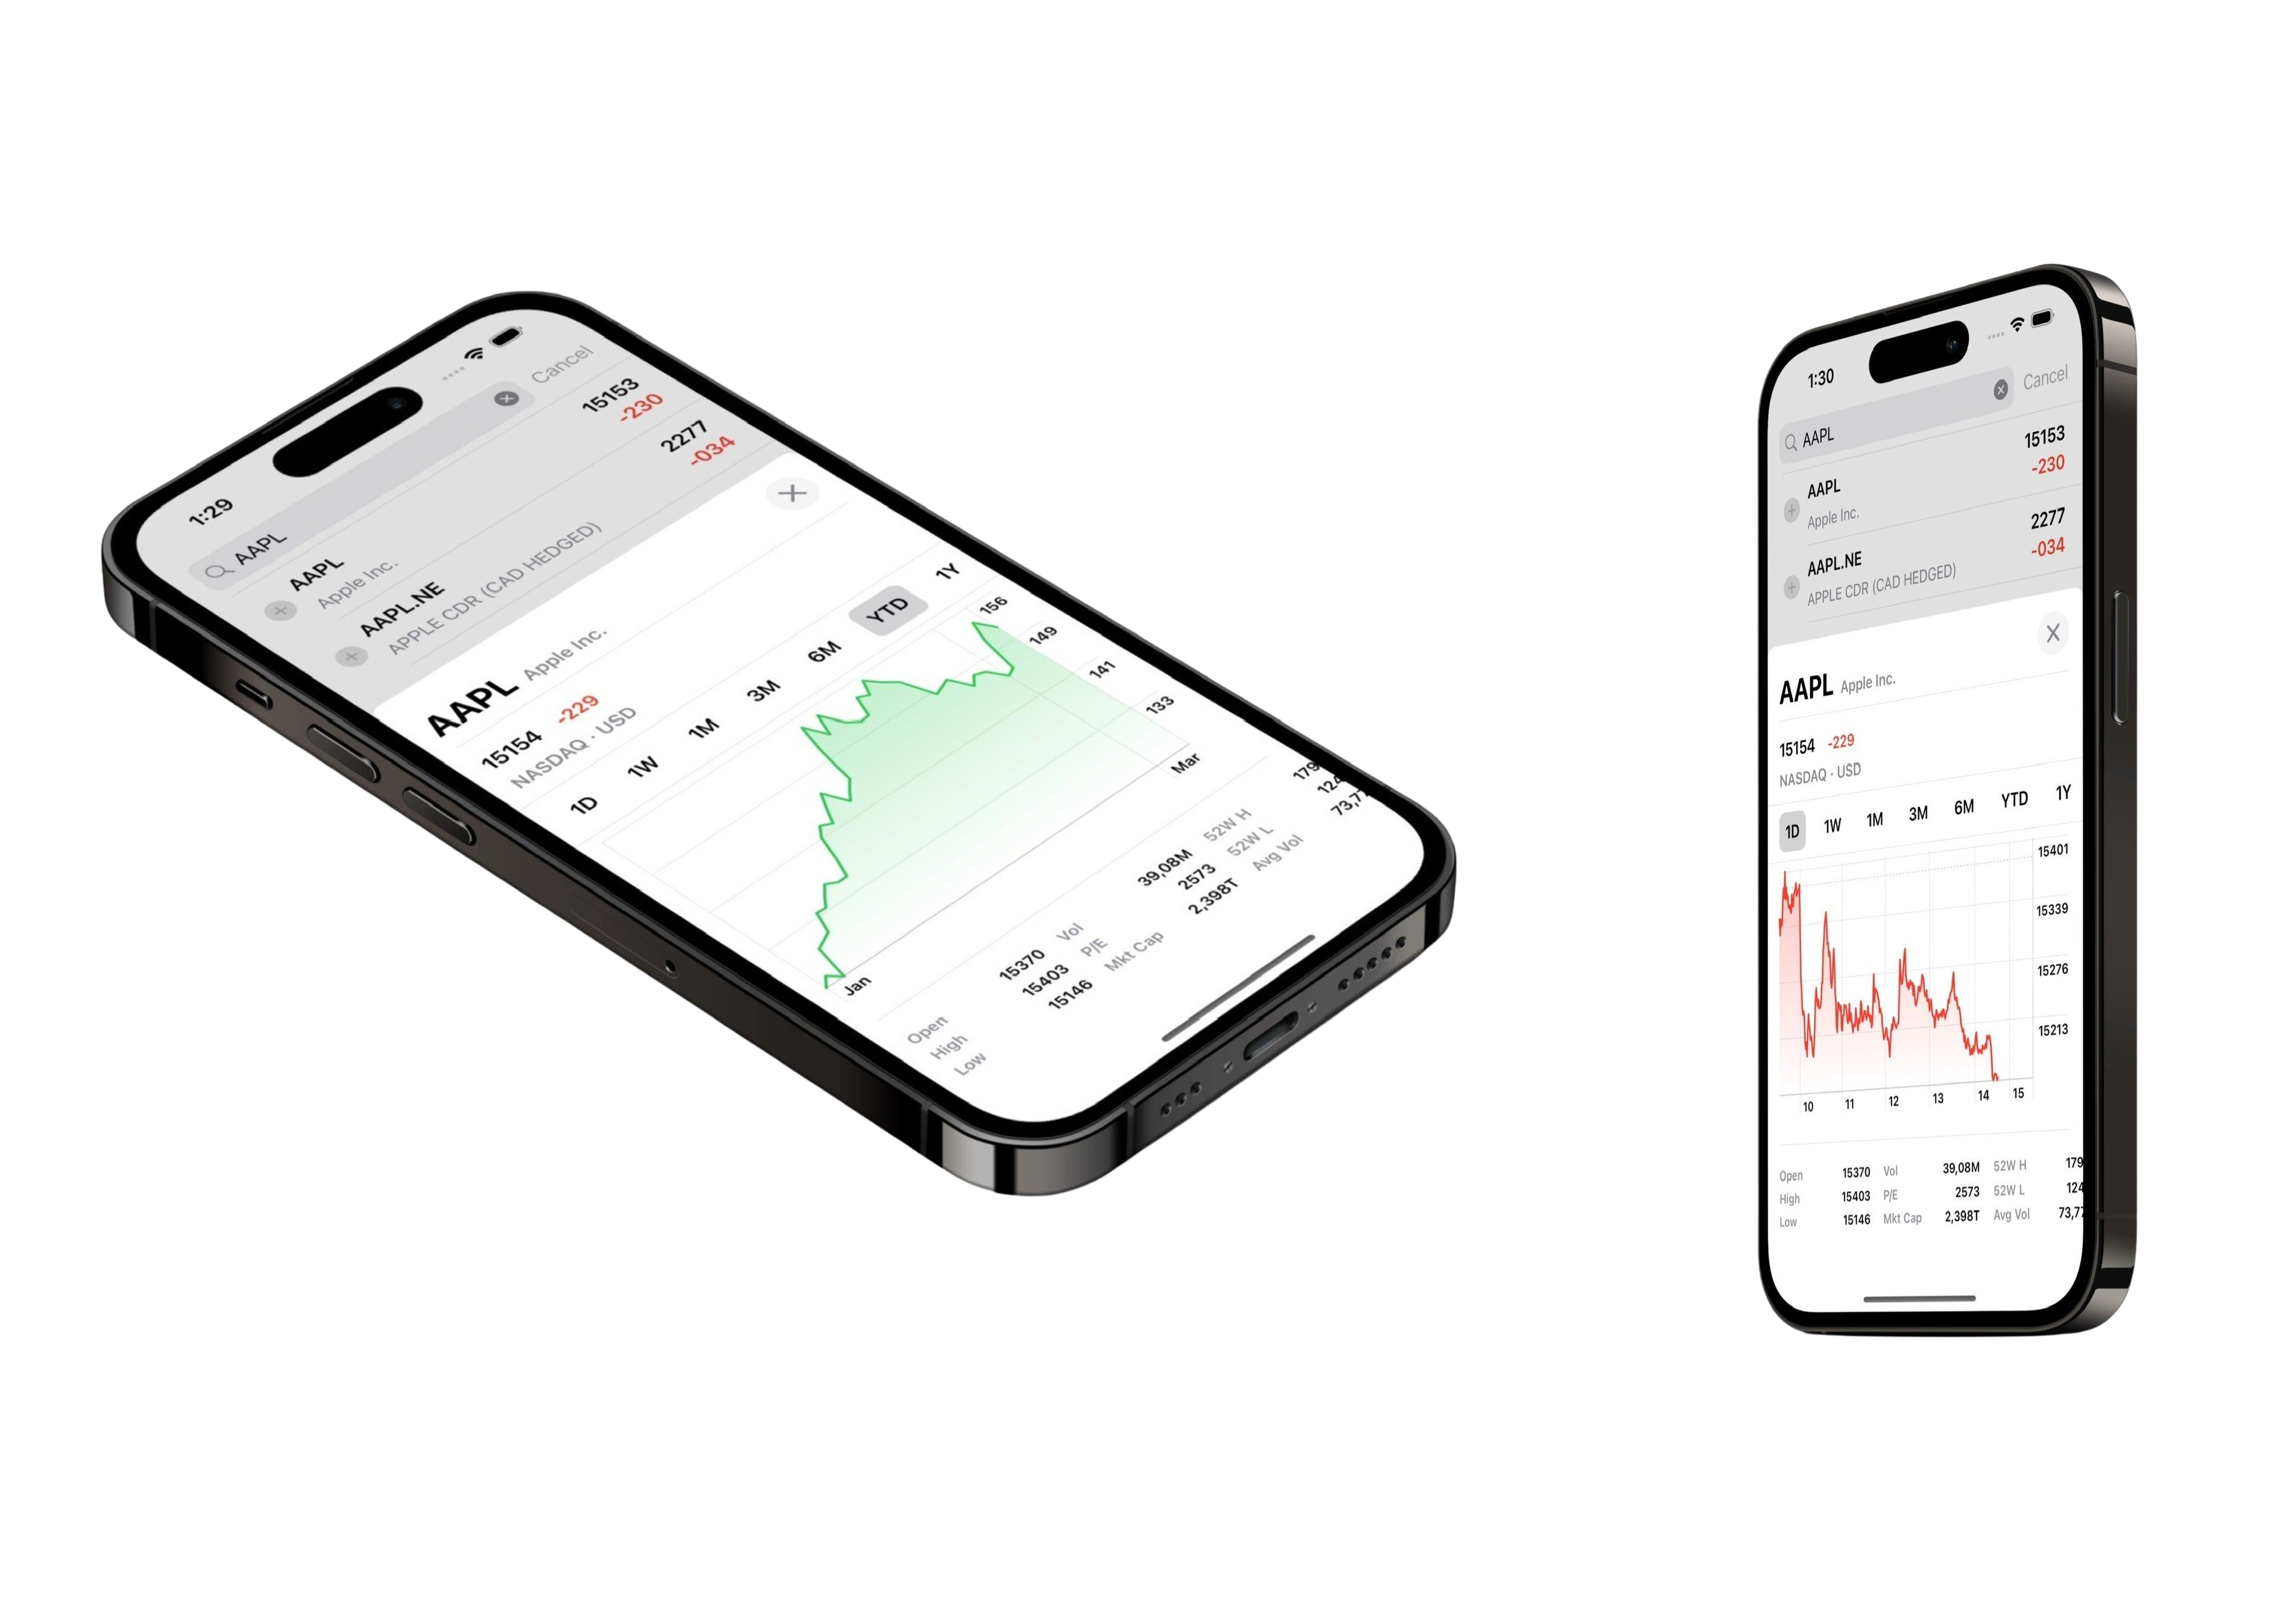 1:29
Cancel
AAPL
AAPL 15153
Apple Inc. -230
AAPL.NE 2277
APPLE CDR (CAD HEDGED) -034
AAPL Apple Inc.
15154 -229
NASDAQ · USD
1D 1W 1M 3M 6M YTD 1Y
156
149
141
133
Jan Mar
Open 15370 Vol 39,08M 52W H 179
High 15403 P/E 2573 52W L 124
Low 15146 Mkt Cap 2,398T Avg Vol 73,77
1:30
AAPL Cancel
AAPL 15153
Apple Inc. -230
AAPL.NE 2277
APPLE CDR (CAD HEDGED) -034
AAPL Apple Inc.
15154 -229
NASDAQ · USD
1D 1W 1M 3M 6M YTD 1Y
15401
15339
15276
15213
10 11 12 13 14 15
Open 15370 Vol 39,08M 52W H 179
High 15403 P/E 2573 52W L 124
Low 15146 Mkt Cap 2,398T Avg Vol 73,77